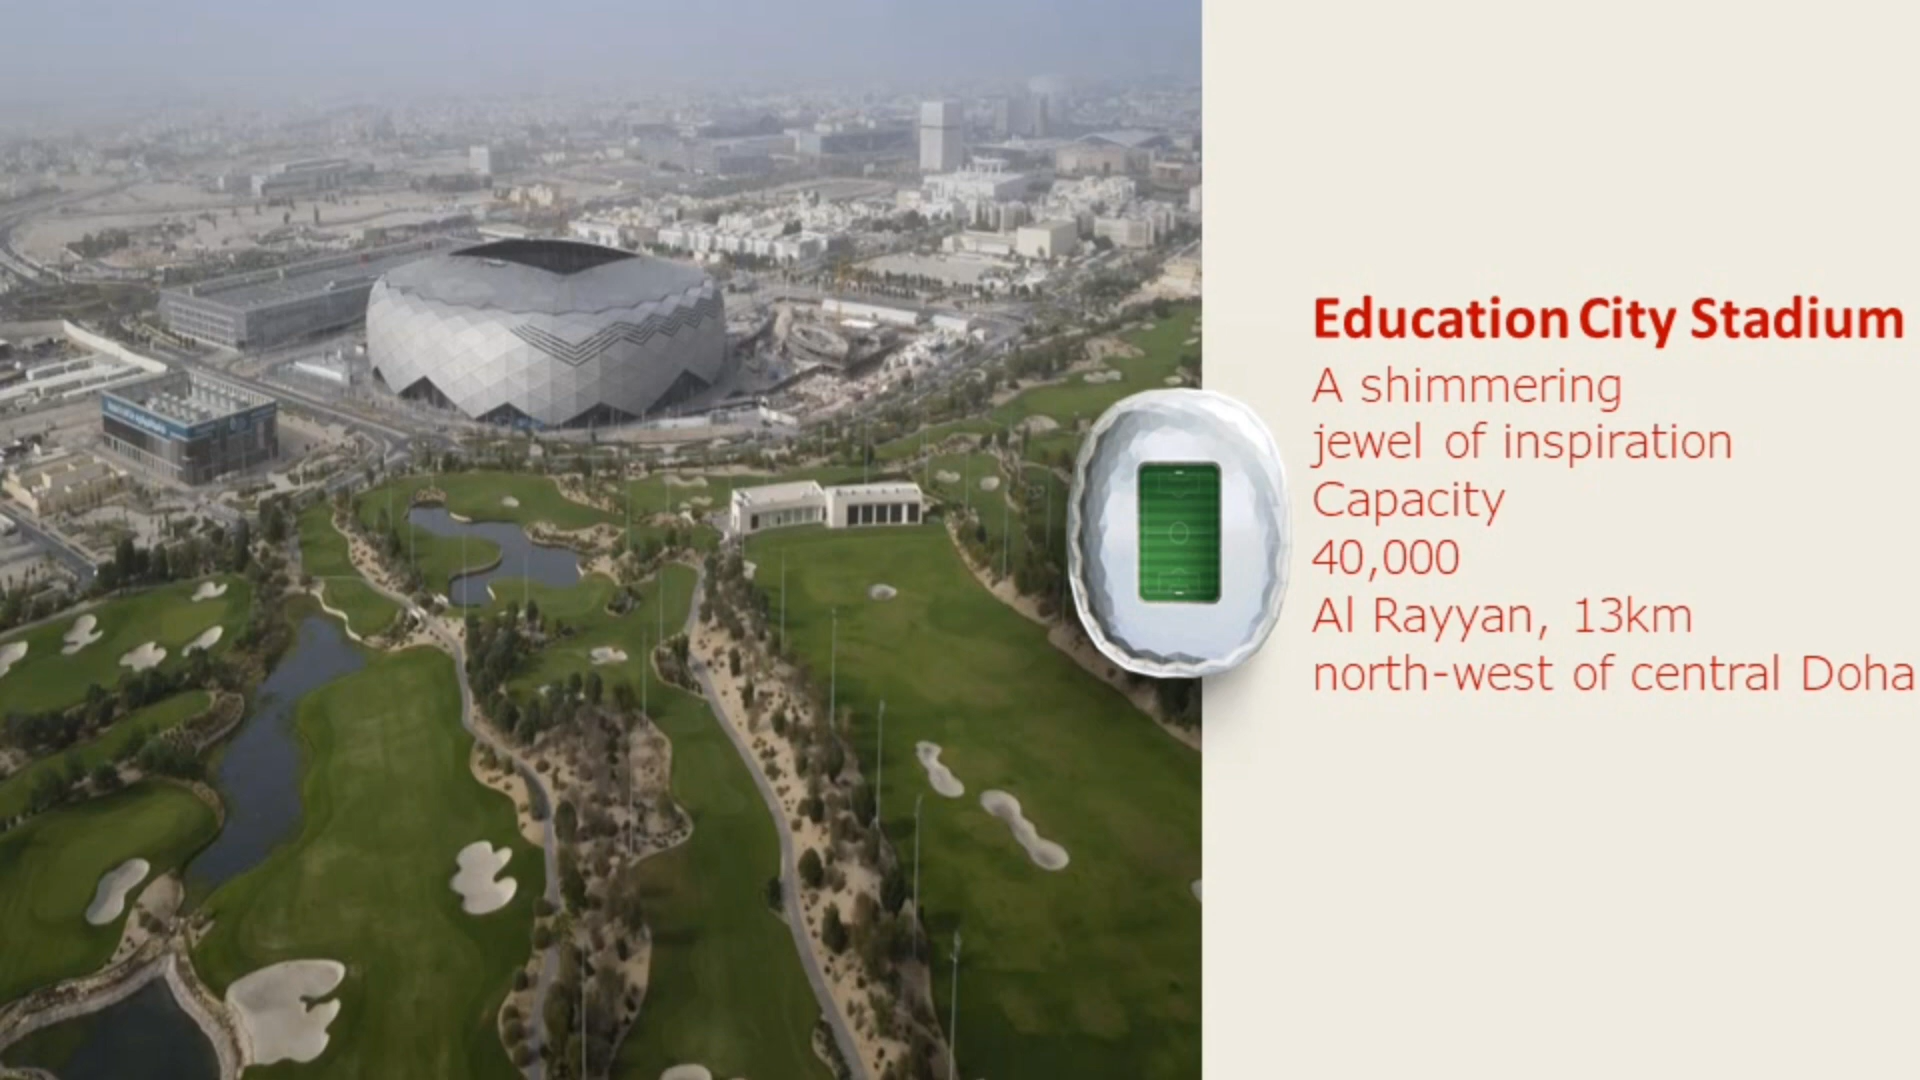 Education City Stadium
A shimmering
jewel of inspiration
Capacity
40,000
Al Rayyan, 13km
north-west of central Doha